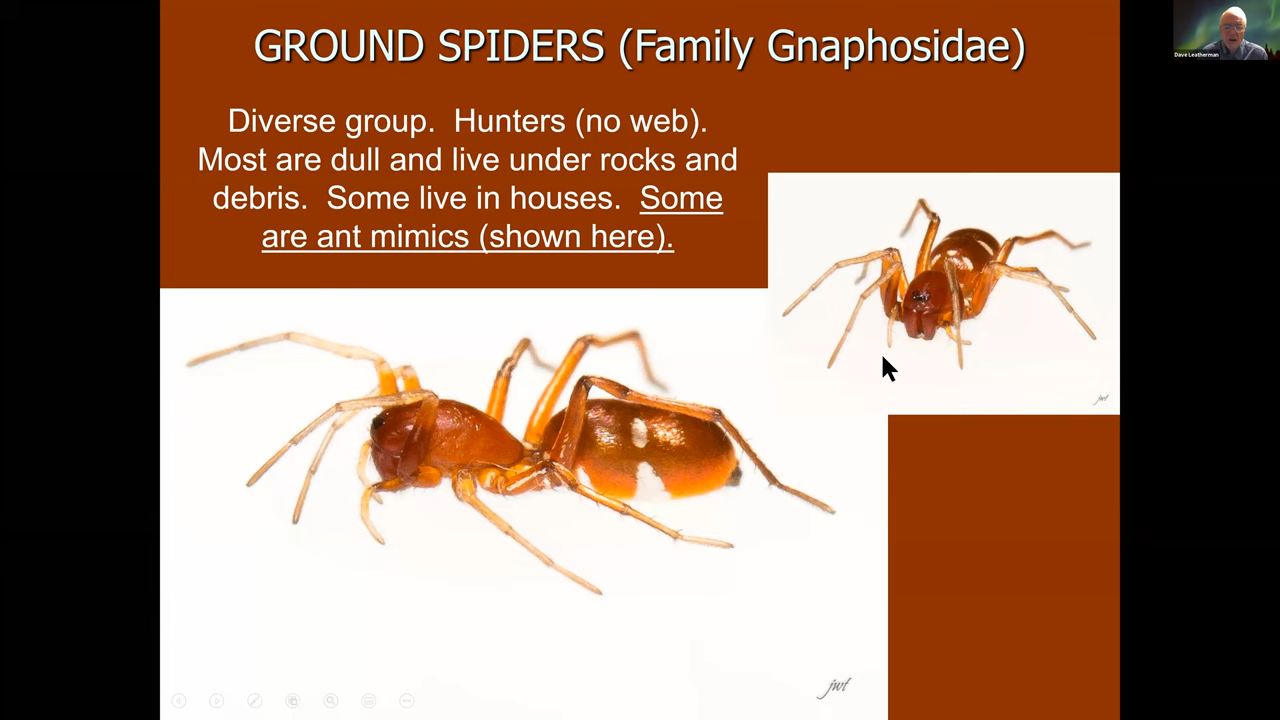 GROUND SPIDERS (Family Gnaphosidae)
Dave Leatherman
Diverse group.  Hunters (no web).
Most are dull and live under rocks and
debris.  Some live in houses.  Some
are ant mimics (shown here).
jwt
jwt